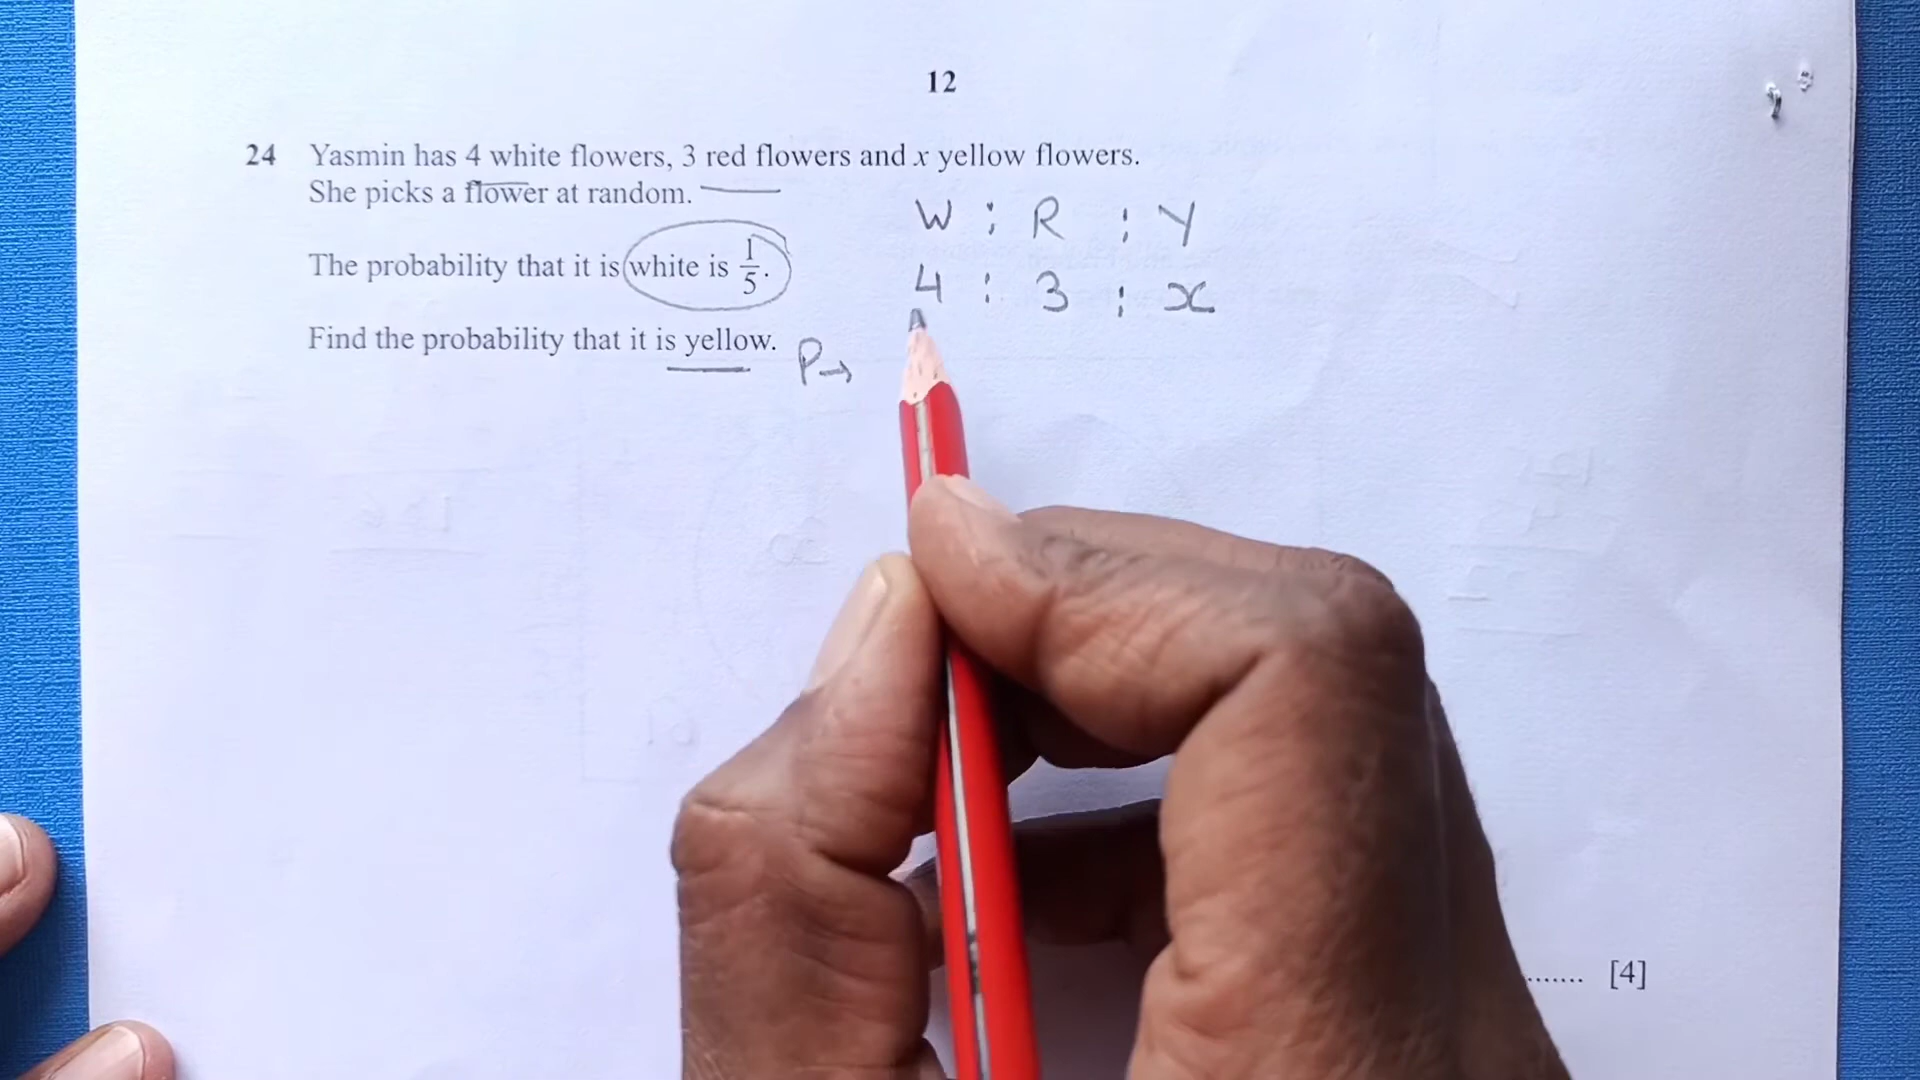 12
24 Yasmin has 4 white flowers, 3 red flowers and x yellow flowers.
She picks a flower at random.
W : R : Y
The probability that it is white is 1/5.
4 : 3 : x
Find the probability that it is yellow. P→
....... [4]